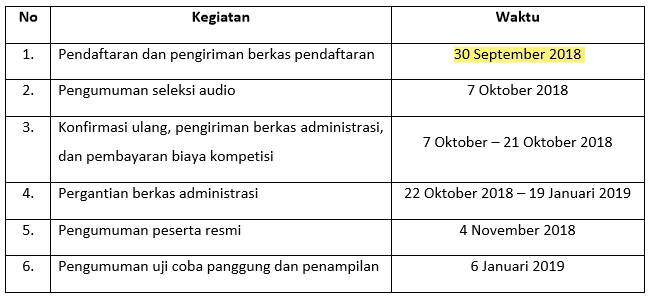 No Kegiatan Waktu
1. Pendaftaran dan pengiriman berkas pendaftaran 30 September 2018
2. Pengumuman seleksi audio 7 Oktober 2018
3. Konfirmasi ulang, pengiriman berkas administrasi,
dan pembayaran biaya kompetisi 7 Oktober – 21 Oktober 2018
4. Pergantian berkas administrasi 22 Oktober 2018 – 19 Januari 2019
5. Pengumuman peserta resmi 4 November 2018
6. Pengumuman uji coba panggung dan penampilan 6 Januari 2019